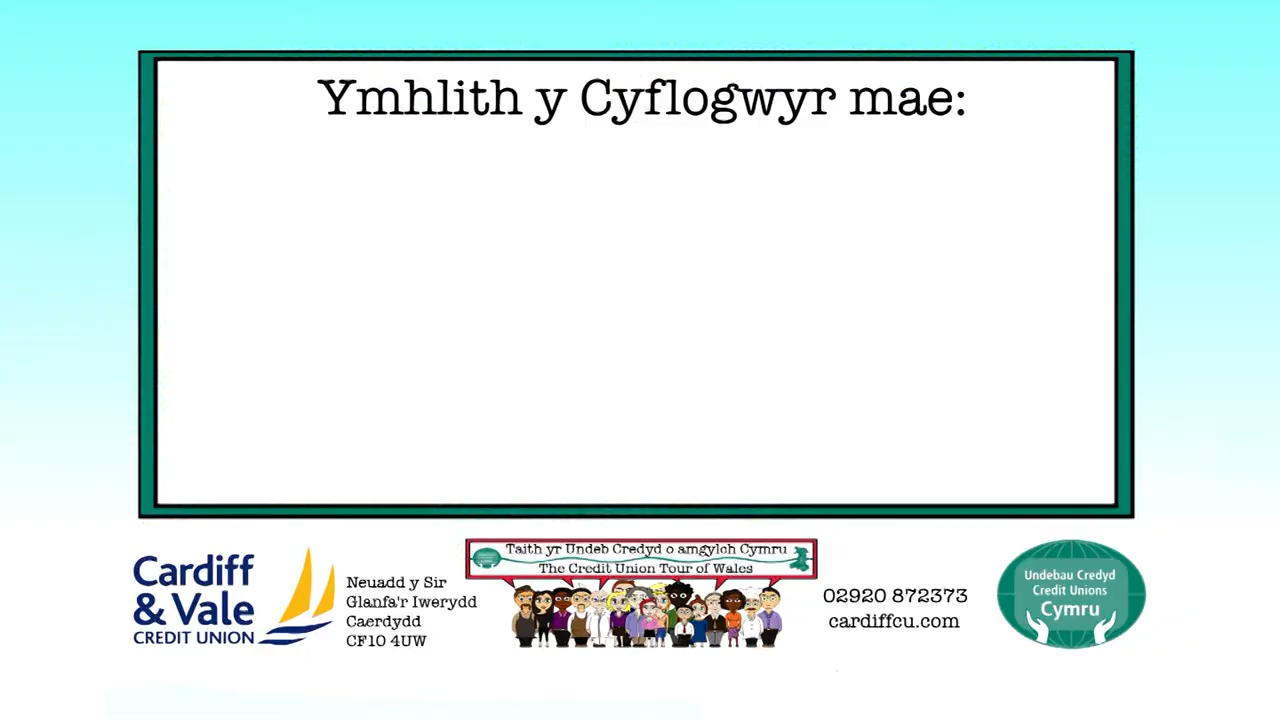 Ymhlith y Cyflogwyr mae:
Cardiff
& Vale
CREDIT UNION
Neuadd y Sir
Glanfa'r Iwerydd
Caerdydd
CF10 4UW
Taith yr Undeb Credyd o amgylch Cymru
The Credit Union Tour of Wales
02920 872373
cardiffcu.com
Undebau Credyd
Credit Unions
Cymru